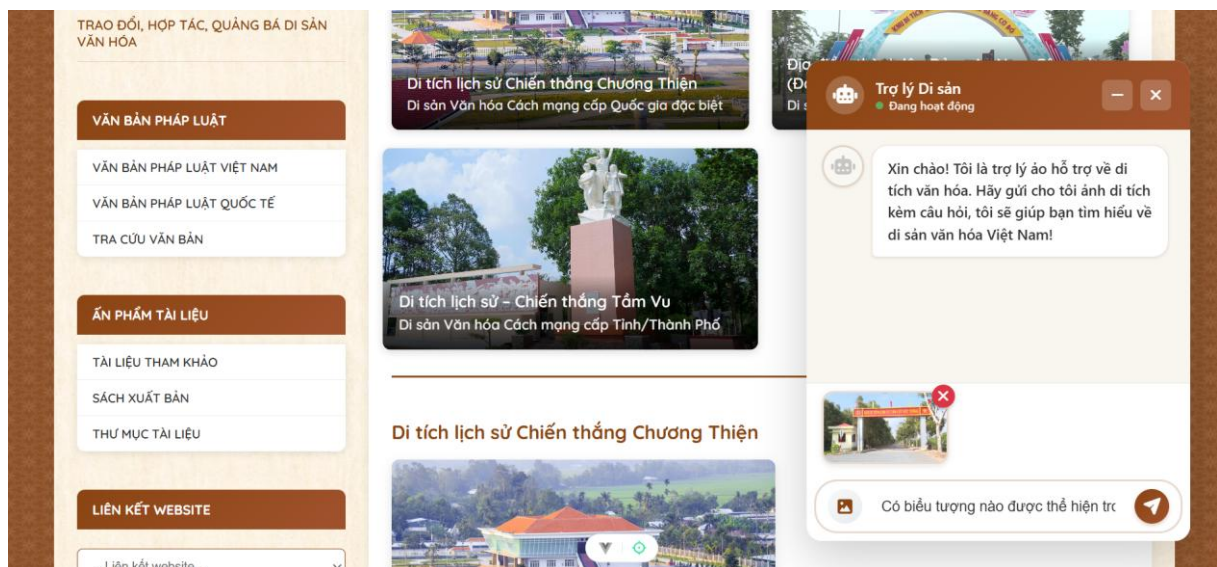 TRAO ĐỔI, HỢP TÁC, QUẢNG BÁ DI SẢN
VĂN HÓA
VĂN BẢN PHÁP LUẬT
VĂN BẢN PHÁP LUẬT VIỆT NAM
VĂN BẢN PHÁP LUẬT QUỐC TẾ
TRA CỨU VĂN BẢN
ẤN PHẨM TÀI LIỆU
TÀI LIỆU THAM KHẢO
SÁCH XUẤT BẢN
THƯ MỤC TÀI LIỆU
LIÊN KẾT WEBSITE
Liên kết website
Di tích lịch sử Chiến thắng Chương Thiện
Di sản Văn hóa Cách mạng cấp Quốc gia đặc biệt
Di tích lịch sử – Chiến thắng Tầm Vu
Di sản Văn hóa Cách mạng cấp Tỉnh/Thành Phố
Di tích lịch sử Chiến thắng Chương Thiện
Trợ lý Di sản
Đang hoạt động
Xin chào! Tôi là trợ lý ảo hỗ trợ về di
tích văn hóa. Hãy gửi cho tôi ảnh di tích
kèm câu hỏi, tôi sẽ giúp bạn tìm hiểu về
di sản văn hóa Việt Nam!
Có biểu tượng nào được thể hiện trc